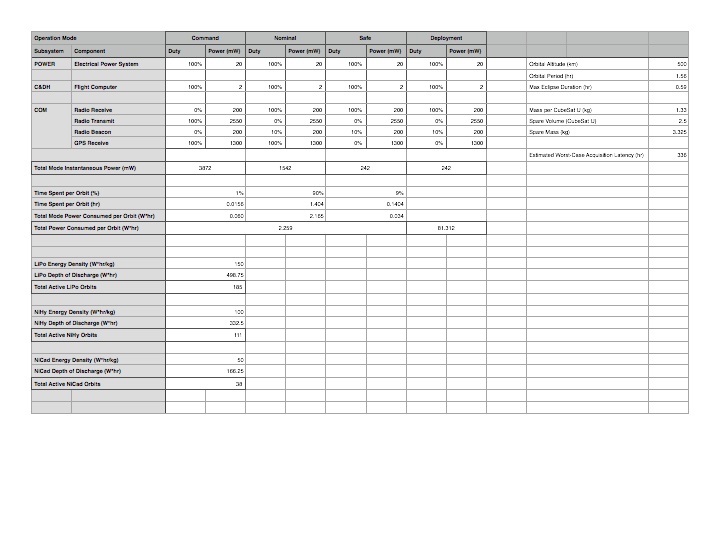 Operation Mode Command Nominal Safe Deployment
Subsystem Component Duty Power (mW) Duty Power (mW) Duty Power (mW) Duty Power (mW)
POWER Electrical Power System 100% 20 100% 20 100% 20 100% 20 Orbital Altitude (km) 500
Orbital Period (hr) 1.56
C&DH Flight Computer 100% 2 100% 2 100% 2 100% 2 Max Eclipse Duration (hr) 0.59
COM Radio Receive 0% 200 0% 200 100% 200 100% 200 Mass per CubeSat U (kg) 1.33
Radio Transmit 100% 2550 0% 2550 0% 2550 0% 2550 Spare Volume (CubeSat U) 2.5
Radio Beacon 0% 200 10% 200 10% 200 10% 200 Spare Mass (kg) 3.325
GPS Receive 100% 1300 100% 1300 0% 1300 0% 1300
Estimated Worst-Case Acquisition Latency (hr) 336
Total Mode Instantaneous Power (mW) 3872 1542 242 242
Time Spent per Orbit (%) 1% 90% 9%
Time Spent per Orbit (hr) 0.0156 1.404 0.1404
Total Mode Power Consumed per Orbit (W*hr) 0.060 2.165 0.034
Total Power Consumed per Orbit (W*hr) 2.259 81.312
LiPo Energy Density (W*hr/kg) 150
LiPo Depth of Discharge (W*hr) 498.75
Total Active LiPo Orbits 185
NiHy Energy Density (W*hr/kg) 100
NiHy Depth of Discharge (W*hr) 332.5
Total Active NiHy Orbits 111
NiCad Energy Density (W*hr/kg) 50
NiCad Depth of Discharge (W*hr) 166.25
Total Active NiCad Orbits 38